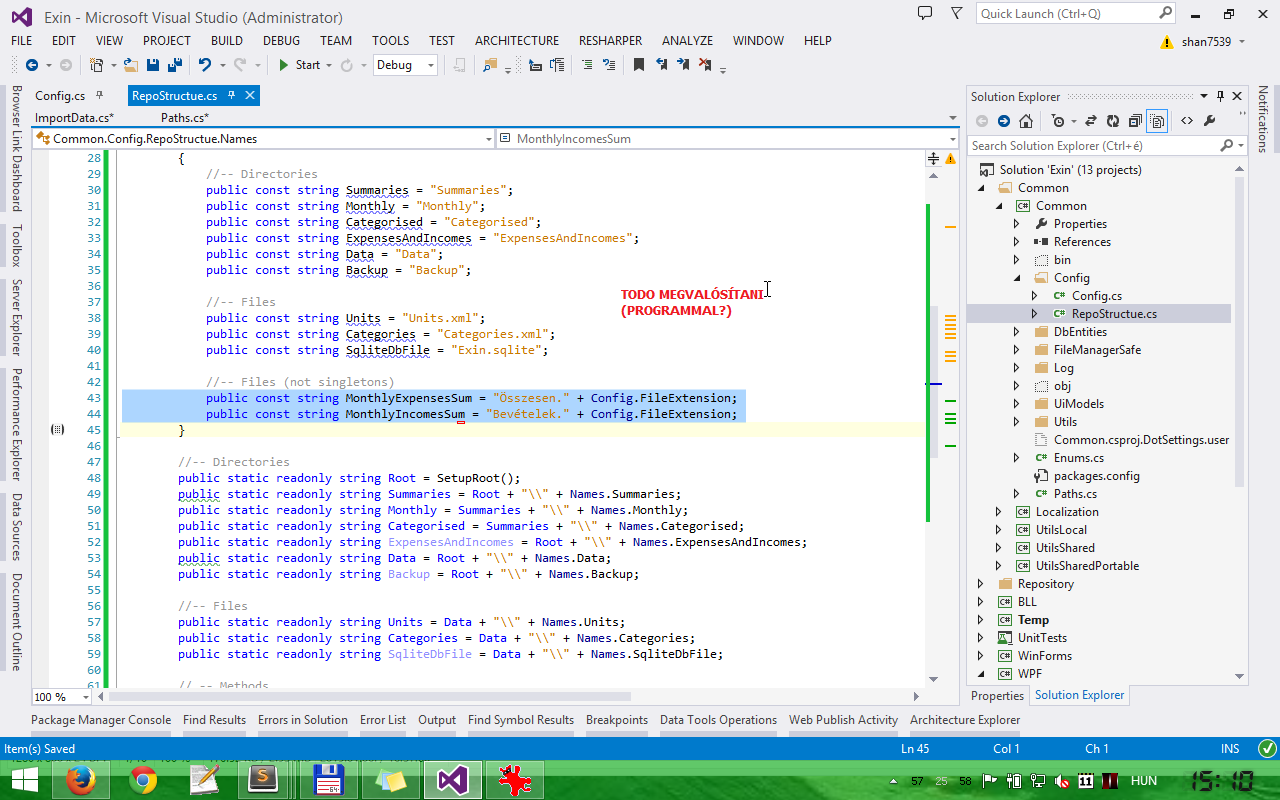 Exin - Microsoft Visual Studio (Administrator)
Quick Launch (Ctrl+Q)
FILE EDIT VIEW PROJECT BUILD DEBUG TEAM TOOLS TEST ARCHITECTURE RESHARPER ANALYZE WINDOW HELP
shan7539
Start
Debug
Config.cs
RepoStructue.cs
ImportData.cs*
Paths.cs*
Common.Config.RepoStructue.Names
MonthlyIncomesSum
28 {
29 //-- Directories
30 public const string Summaries = "Summaries";
31 public const string Monthly = "Monthly";
32 public const string Categorised = "Categorised";
33 public const string ExpensesAndIncomes = "ExpensesAndIncomes";
34 public const string Data = "Data";
35 public const string Backup = "Backup";
36
37 //-- Files
38 public const string Units = "Units.xml";
39 public const string Categories = "Categories.xml";
40 public const string SqliteDbFile = "Exin.sqlite";
41
42 //-- Files (not singletons)
43 public const string MonthlyExpensesSum = "Összesen." + Config.FileExtension;
44 public const string MonthlyIncomesSum = "Bevételek." + Config.FileExtension;
45 }
46
47 //-- Directories
48 public static readonly string Root = SetupRoot();
49 public static readonly string Summaries = Root + "\\" + Names.Summaries;
50 public static readonly string Monthly = Summaries + "\\" + Names.Monthly;
51 public static readonly string Categorised = Summaries + "\\" + Names.Categorised;
52 public static readonly string ExpensesAndIncomes = Root + "\\" + Names.ExpensesAndIncomes;
53 public static readonly string Data = Root + "\\" + Names.Data;
54 public static readonly string Backup = Root + "\\" + Names.Backup;
55
56 //-- Files
57 public static readonly string Units = Data + "\\" + Names.Units;
58 public static readonly string Categories = Data + "\\" + Names.Categories;
59 public static readonly string SqliteDbFile = Data + "\\" + Names.SqliteDbFile;
60
61 // -- Methods
TODO MEGVALÓSÍTANI
(PROGRAMMAL?)
100 %
Browser Link Dashboard
Toolbox
Server Explorer
Performance Explorer
Data Sources
Document Outline
Solution Explorer
Search Solution Explorer (Ctrl+é)
Solution 'Exin' (13 projects)
Common
Common
Properties
References
bin
Config
Config.cs
RepoStructue.cs
DbEntities
FileManagerSafe
Log
obj
UiModels
Utils
Common.csproj.DotSettings.user
Enums.cs
packages.config
Paths.cs
Localization
UtilsLocal
UtilsShared
UtilsSharedPortable
Repository
BLL
Temp
UnitTests
WinForms
WPF
Properties Solution Explorer
Notifications
Package Manager Console Find Results Errors in Solution Error List Output Find Symbol Results Breakpoints Data Tools Operations Web Publish Activity Architecture Explorer
Item(s) Saved
Ln 45 Col 1 Ch 1 INS
57 25 58 11 HUN 15:10